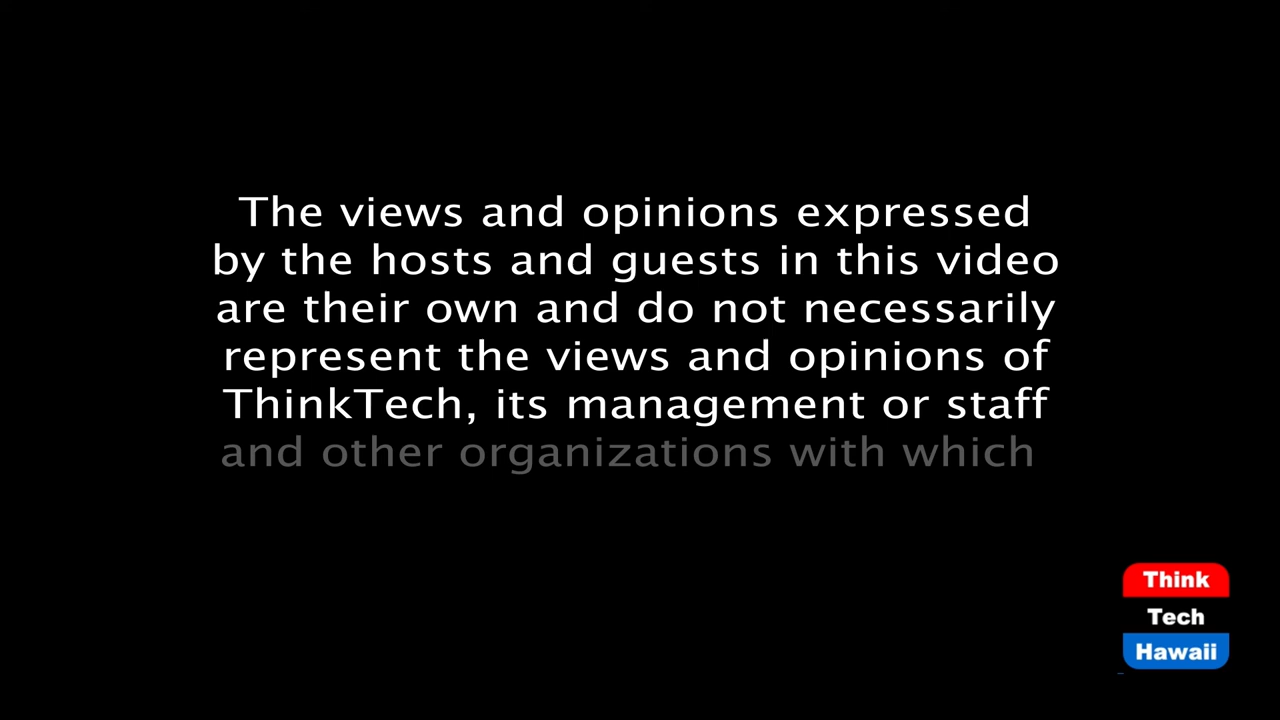 The views and opinions expressed
by the hosts and guests in this video
are their own and do not necessarily
represent the views and opinions of
ThinkTech, its management or staff
and other organizations with which
Think
Tech
Hawaii